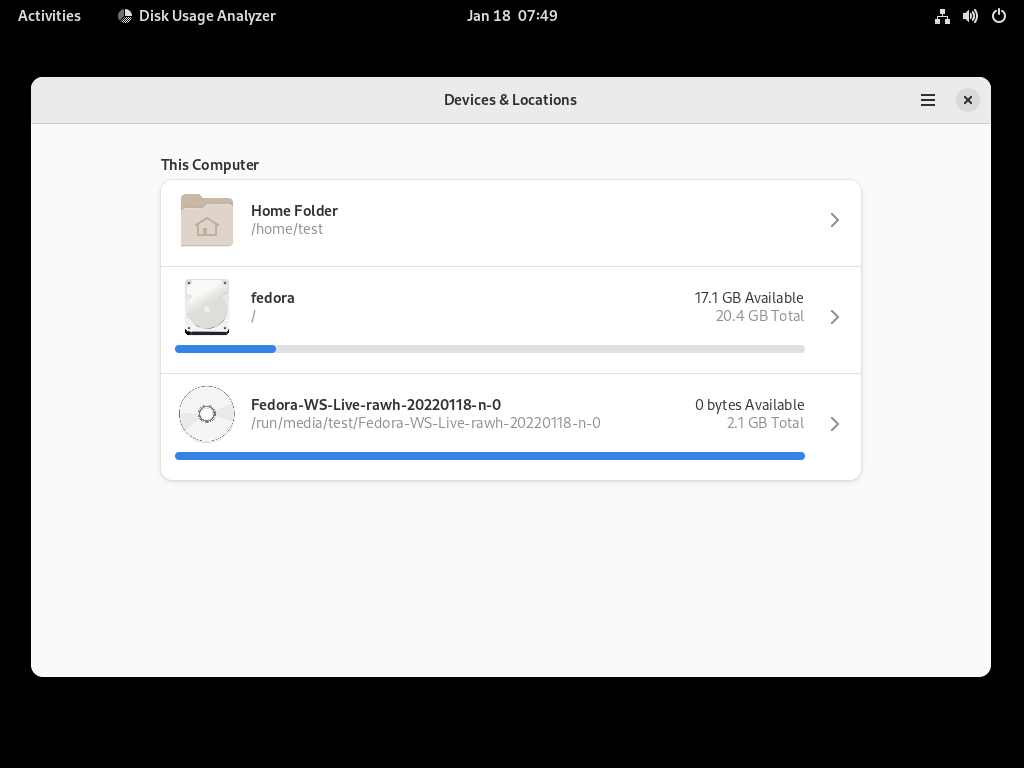 Activities Disk Usage Analyzer Jan 18 07:49
Devices & Locations
This Computer
Home Folder
/home/test
fedora 17.1 GB Available
/ 20.4 GB Total
Fedora-WS-Live-rawh-20220118-n-0 0 bytes Available
/run/media/test/Fedora-WS-Live-rawh-20220118-n-0 2.1 GB Total